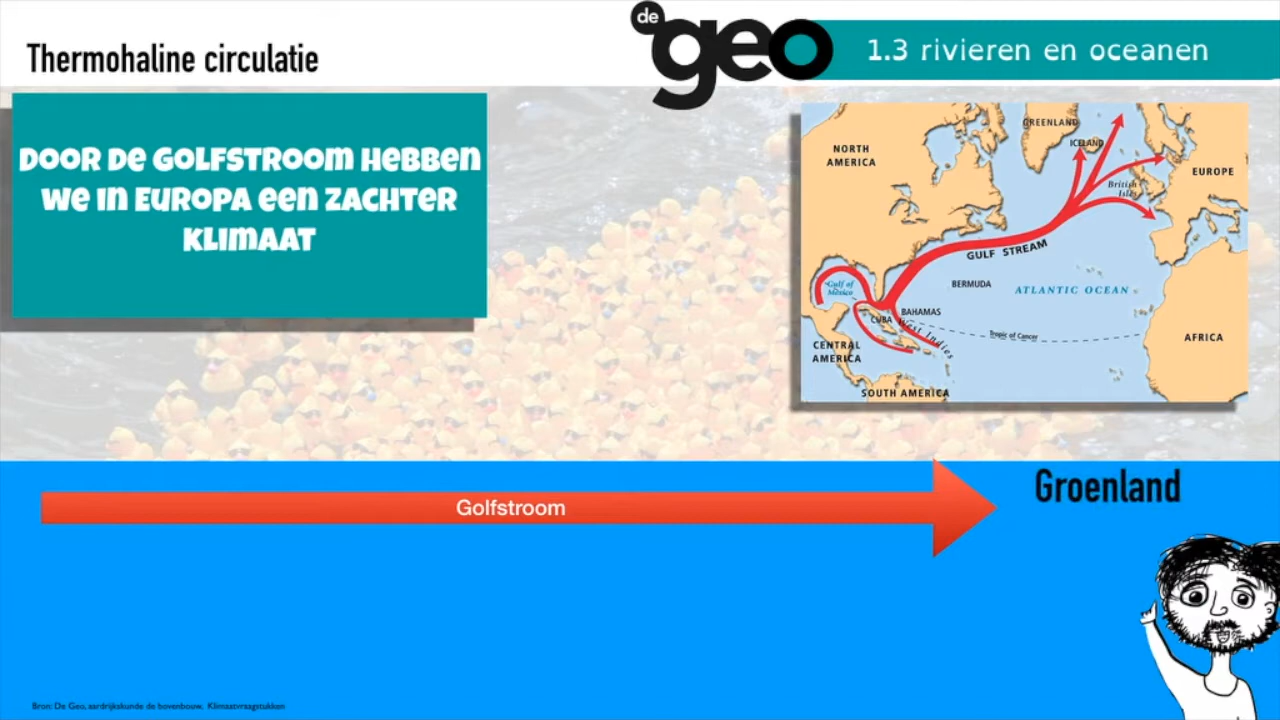 Thermohaline circulatie
de
geo
1.3 rivieren en oceanen
DOOR DE GOLFSTROOM HEBBEN
WE IN EUROPA EEN ZACHTER
KLIMAAT
GREENLAND
ICELAND
NORTH
AMERICA
EUROPE
British
Isles
GULF STREAM
Gulf of
Mexico
BERMUDA
ATLANTIC OCEAN
BAHAMAS
CUBA
West Indies
Tropic of Cancer
AFRICA
CENTRAL
AMERICA
SOUTH AMERICA
Golfstroom
Groenland
Bron: De Geo, aardrijkskunde de bovenbouw. Klimaatvraagstukken